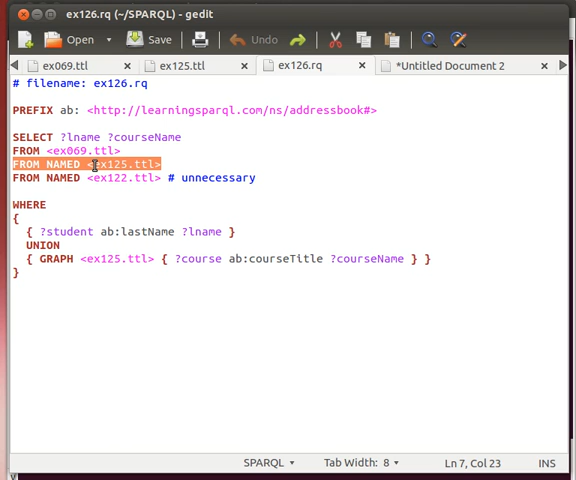 ex126.rq (~/SPARQL) - gedit
Open Save Undo
ex069.ttl ex125.ttl ex126.rq *Untitled Document 2
# filename: ex126.rq
PREFIX ab: <http://learningsparql.com/ns/addressbook#>
SELECT ?lname ?courseName
FROM <ex069.ttl>
FROM NAMED <ex125.ttl>
FROM NAMED <ex122.ttl> # unnecessary
WHERE
{
{ ?student ab:lastName ?lname }
UNION
{ GRAPH <ex125.ttl> { ?course ab:courseTitle ?courseName } }
}
SPARQL Tab Width: 8 Ln 7, Col 23 INS